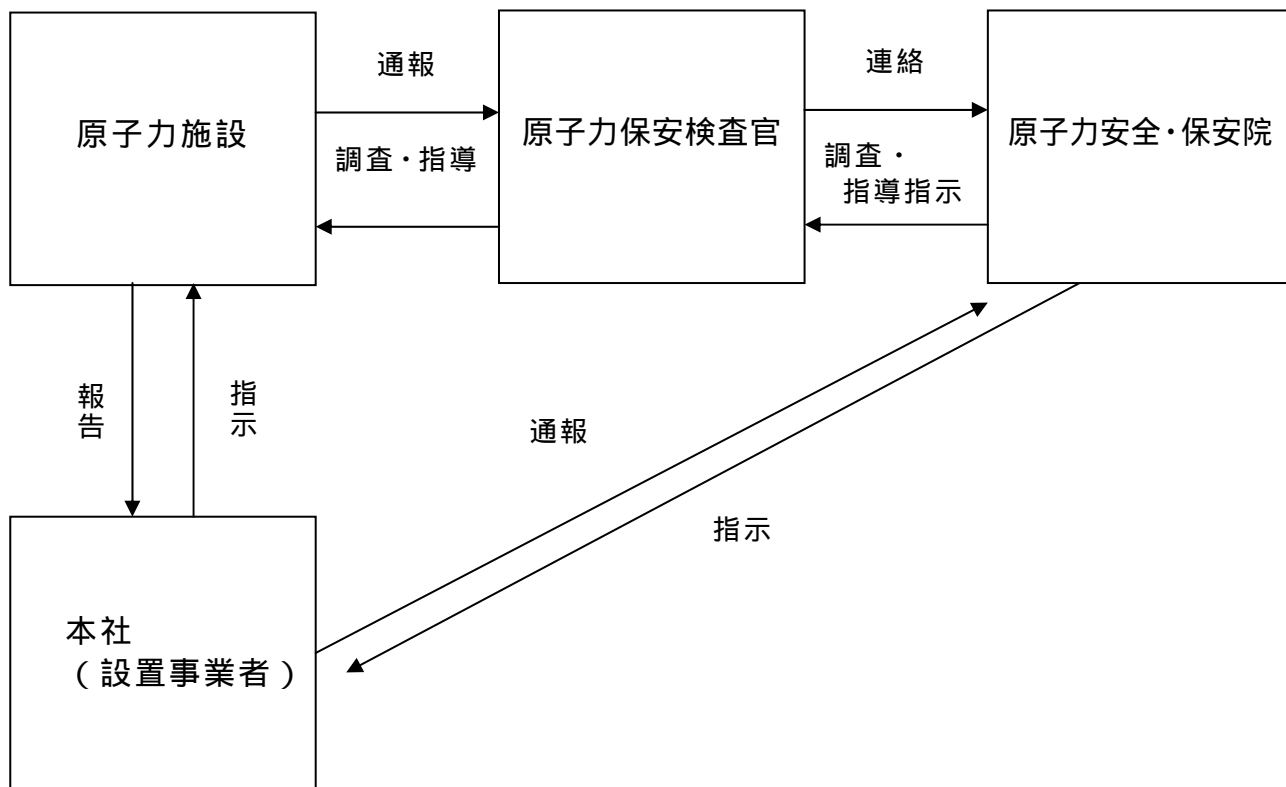 通報
連絡
原子力施設
原子力保安検査官
原子力安全・保安院
調査・指導
調査・
指導指示
報告
指示
通報
指示
本社
（設置事業者）